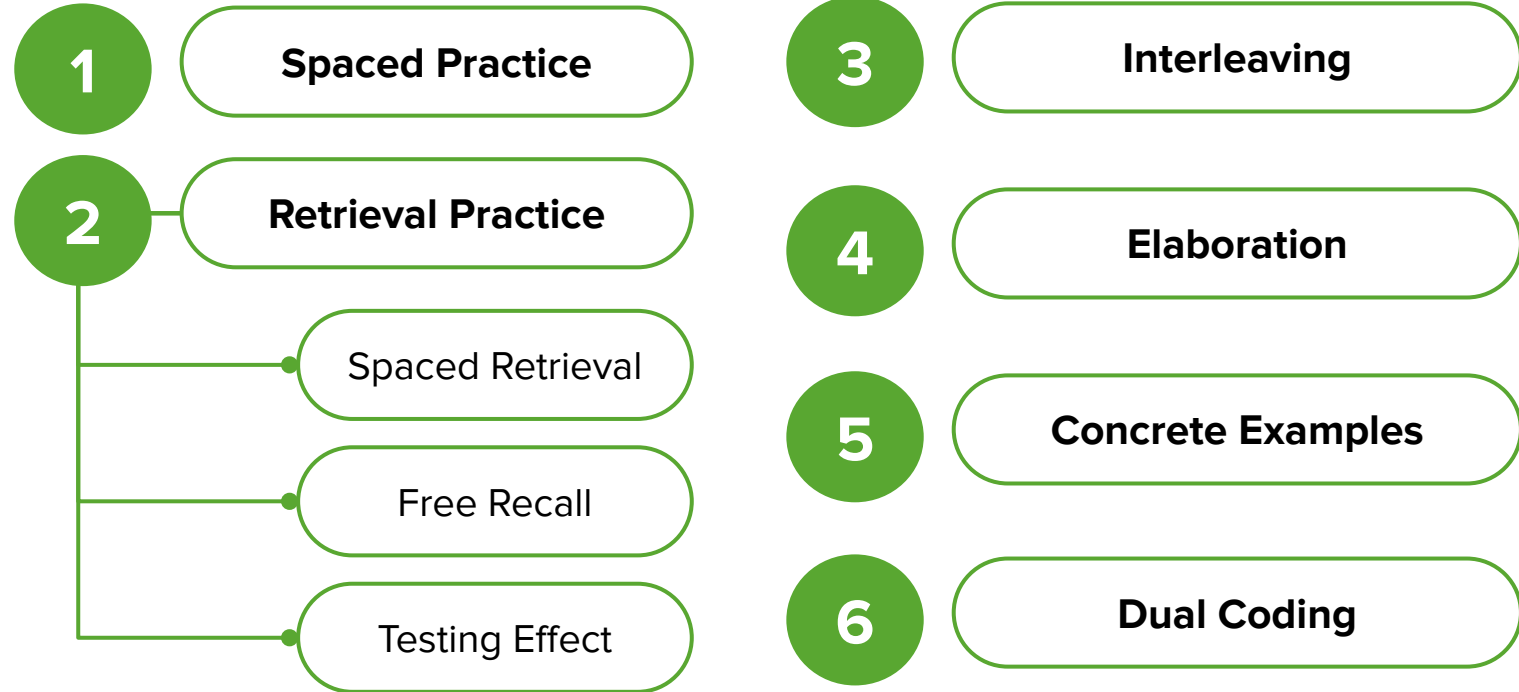 1
Spaced Practice
2
Retrieval Practice
Spaced Retrieval
Free Recall
Testing Effect
3
Interleaving
4
Elaboration
5
Concrete Examples
6
Dual Coding